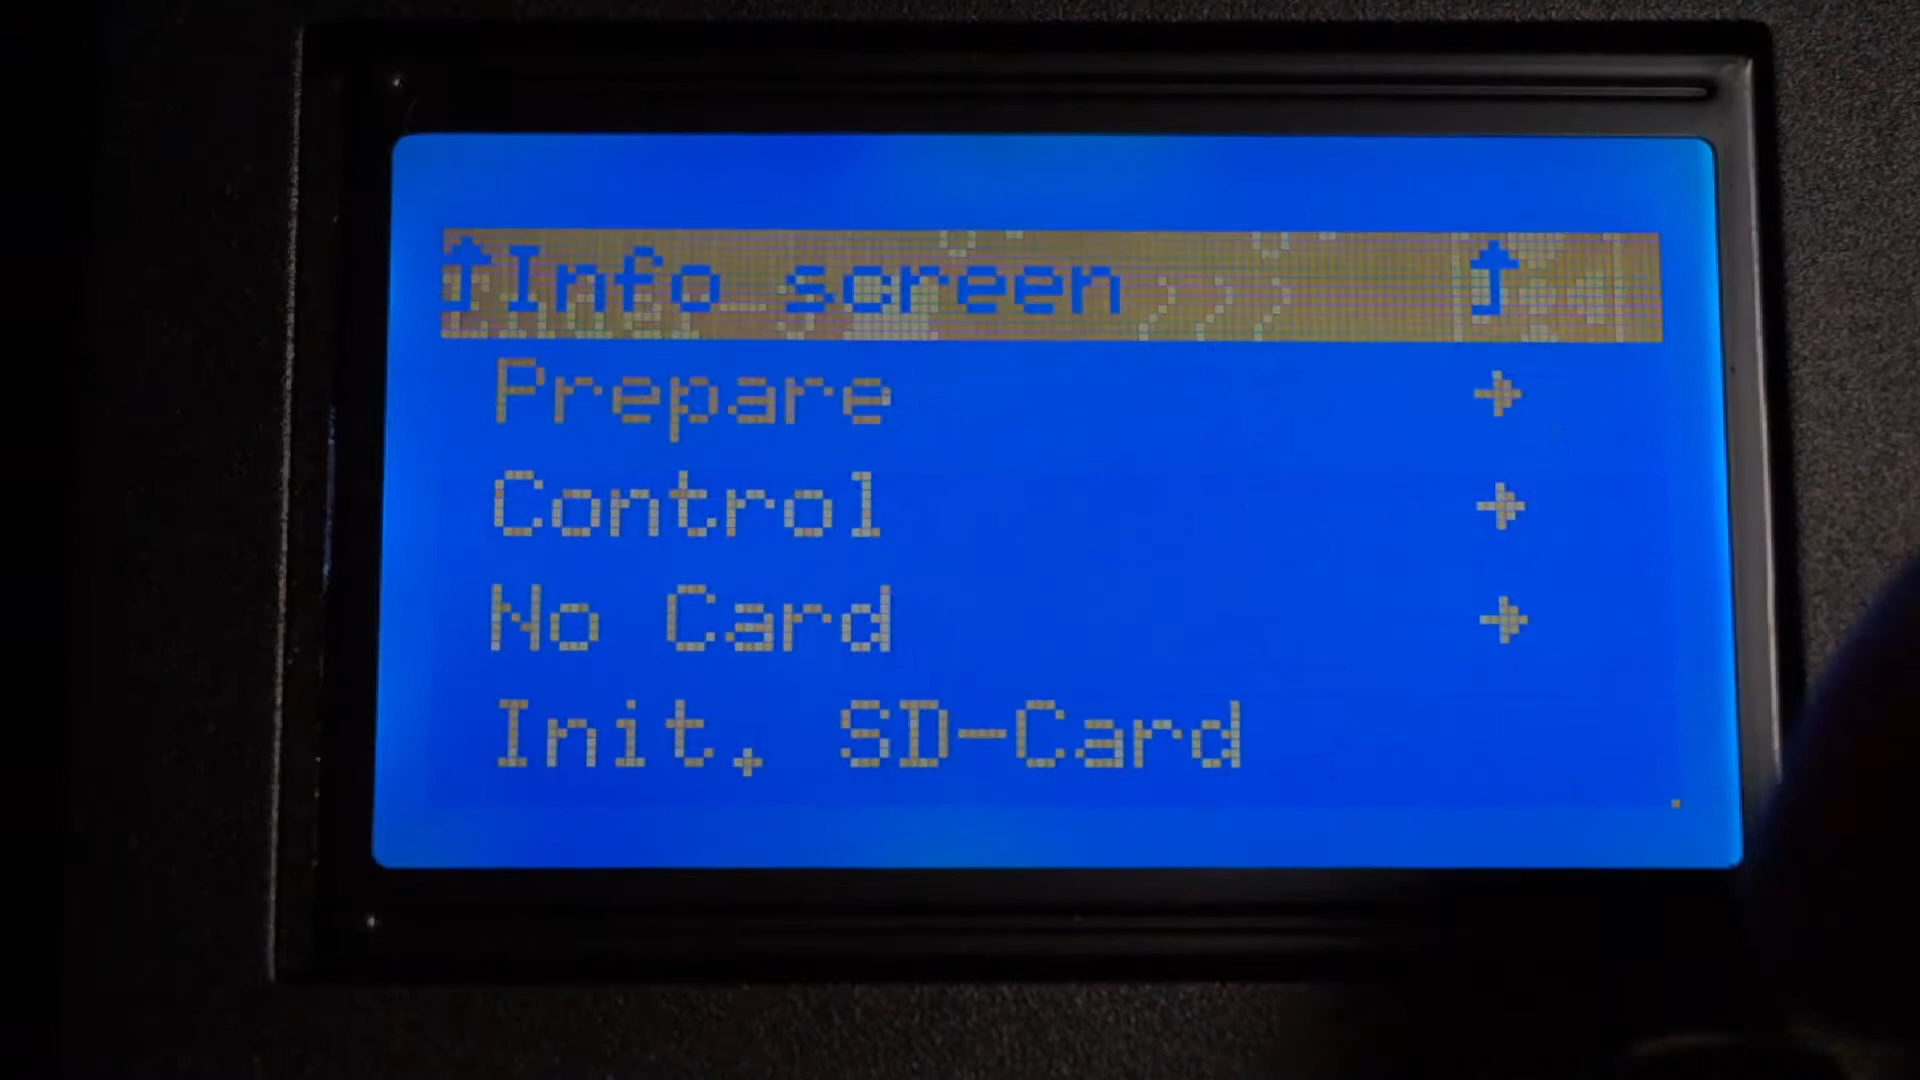 ↑Info screen ↑
Prepare →
Control →
No Card →
Init. SD-Card